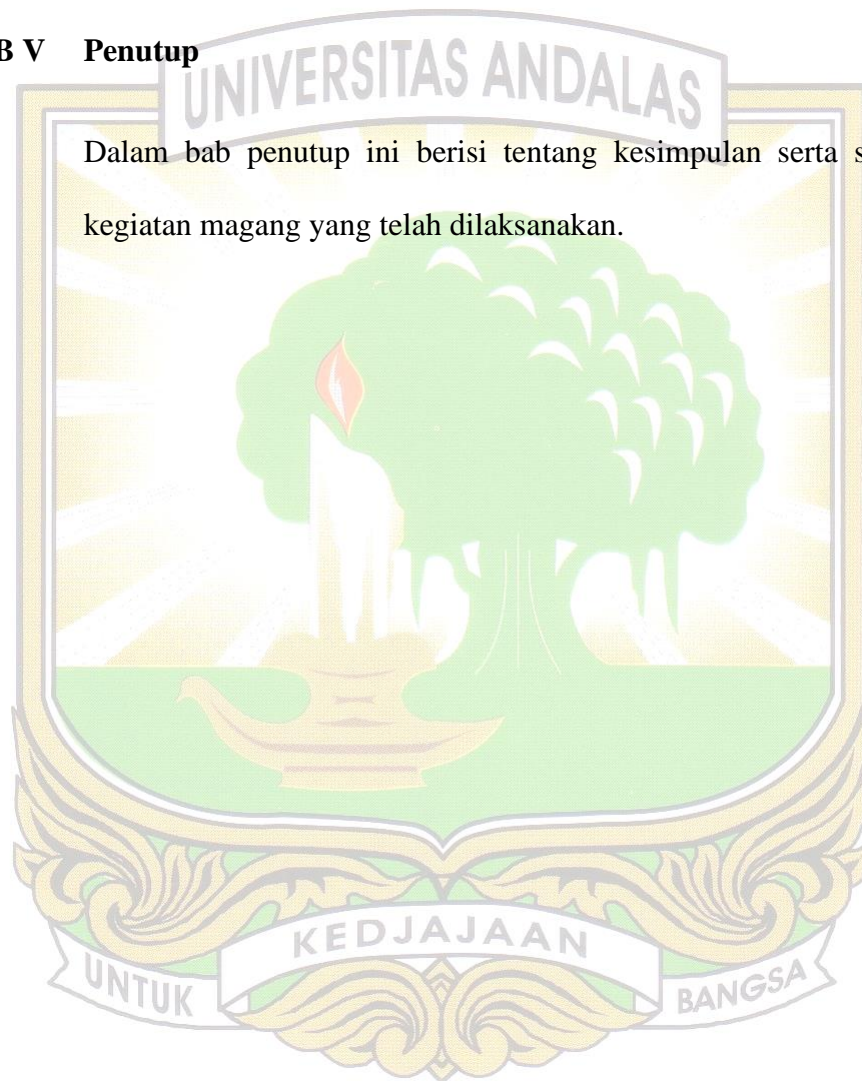 B V Penutup
UNIVERSITAS ANDALAS
Dalam bab penutup ini berisi tentang kesimpulan serta
kegiatan magang yang telah dilaksanakan.
KEDJAJAAN
UNTUK BANGSA